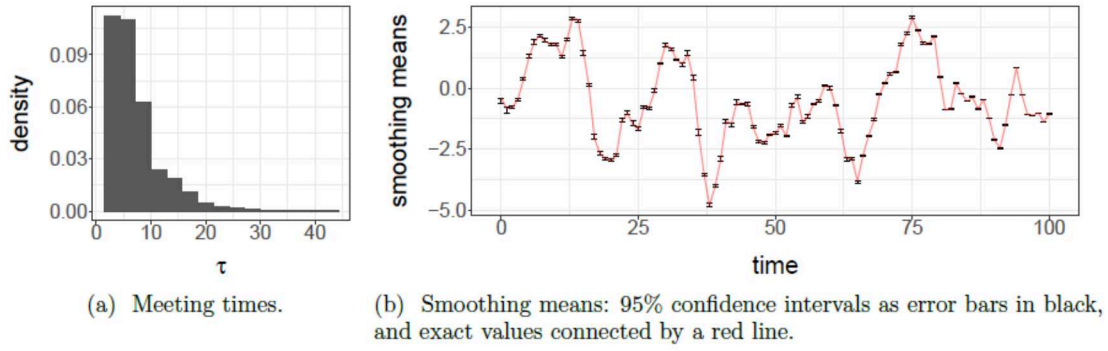 (a)
(b)
density
0.09
0.06
0.03
0.00
0 10 20 30 40
τ
smoothing means
2.5
0.0
−2.5
−5.0
0 25 50 75 100
time
(a) Meeting times.
(b) Smoothing means: 95% confidence intervals as error bars in black,
and exact values connected by a red line.